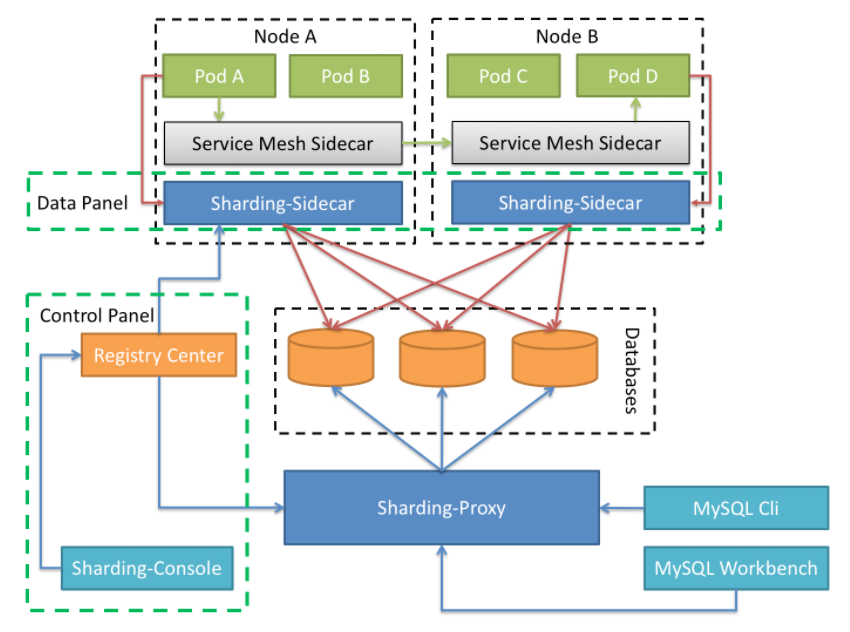 Node A
Node B
Pod A
Pod B
Pod C
Pod D
Service Mesh Sidecar
Service Mesh Sidecar
Data Panel
Sharding-Sidecar
Sharding-Sidecar
Control Panel
Registry Center
Databases
Sharding-Proxy
MySQL Cli
Sharding-Console
MySQL Workbench